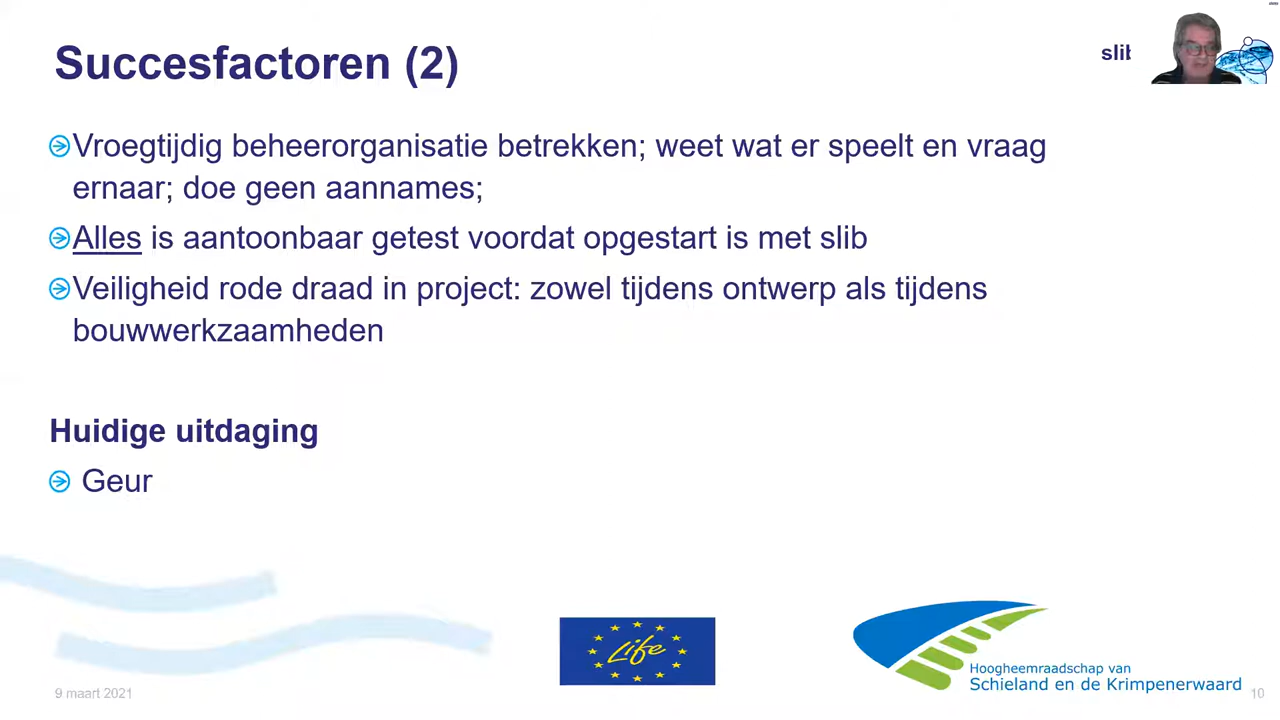 Succesfactoren (2)
slib
Vroegtijdig beheerorganisatie betrekken; weet wat er speelt en vraag
ernaar; doe geen aannames;
Alles is aantoonbaar getest voordat opgestart is met slib
Veiligheid rode draad in project: zowel tijdens ontwerp als tijdens
bouwwerkzaamheden
Huidige uitdaging
Geur
Life
Hoogheemraadschap van
Schieland en de Krimpenerwaard
9 maart 2021
10